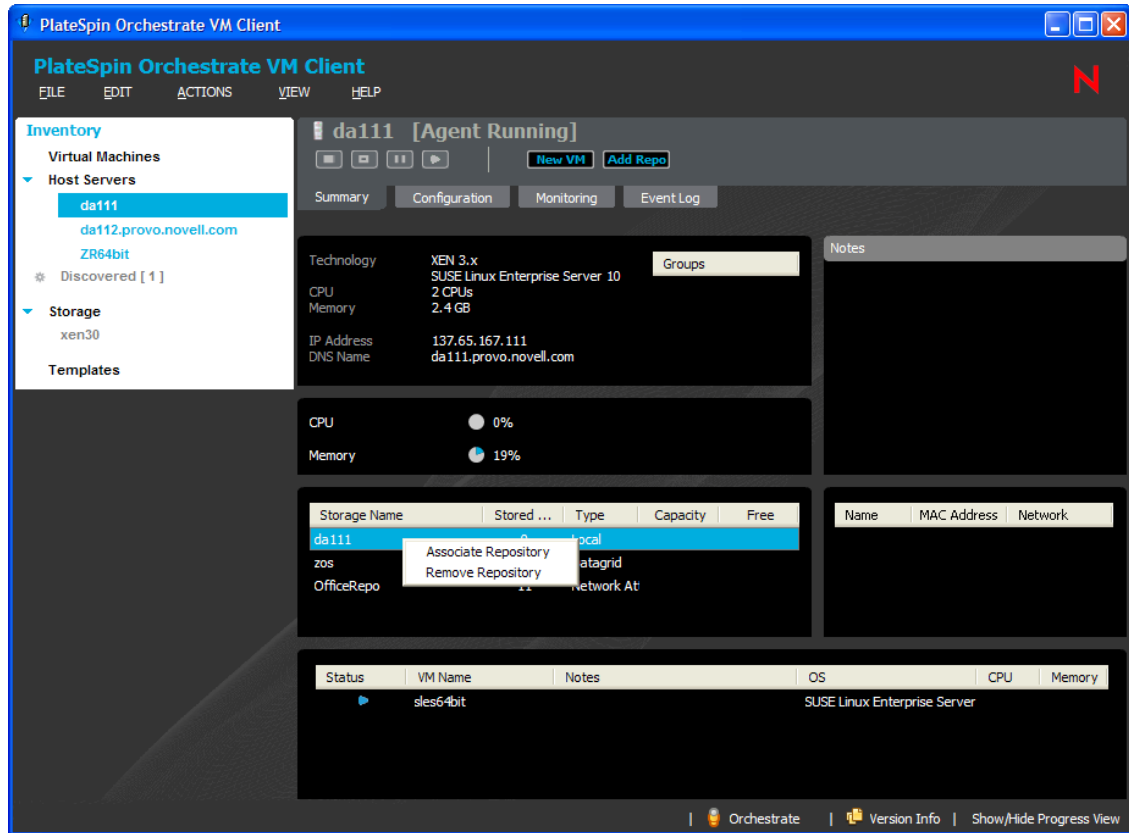 PlateSpin Orchestrate VM Client
PlateSpin Orchestrate VM Client
FILE EDIT ACTIONS VIEW HELP
N
Inventory
Virtual Machines
Host Servers
da111
da112.provo.novell.com
ZR64bit
Discovered [ 1 ]
Storage
xen30
Templates
da111 [Agent Running]
New VM Add Repo
Summary Configuration Monitoring Event Log
Technology XEN 3.x
SUSE Linux Enterprise Server 10
CPU 2 CPUs
Memory 2.4 GB
IP Address 137.65.167.111
DNS Name da111.provo.novell.com
Groups
Notes
CPU 0%
Memory 19%
Storage Name Stored ... Type Capacity Free
da111 Local
zos atagrid
OfficeRepo 11 Network At
Associate Repository
Remove Repository
Name MAC Address Network
Status VM Name Notes OS CPU Memory
sles64bit SUSE Linux Enterprise Server
| Orchestrate | Version Info | Show/Hide Progress View